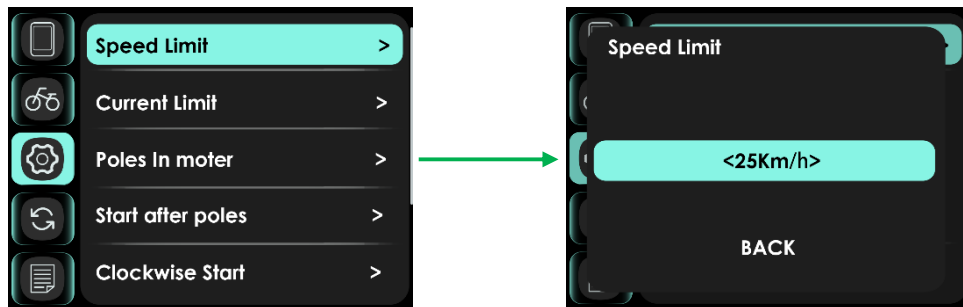 Speed Limit >
Current Limit >
Poles In moter >
Start after poles >
Clockwise Start >
Speed Limit
<25Km/h>
BACK